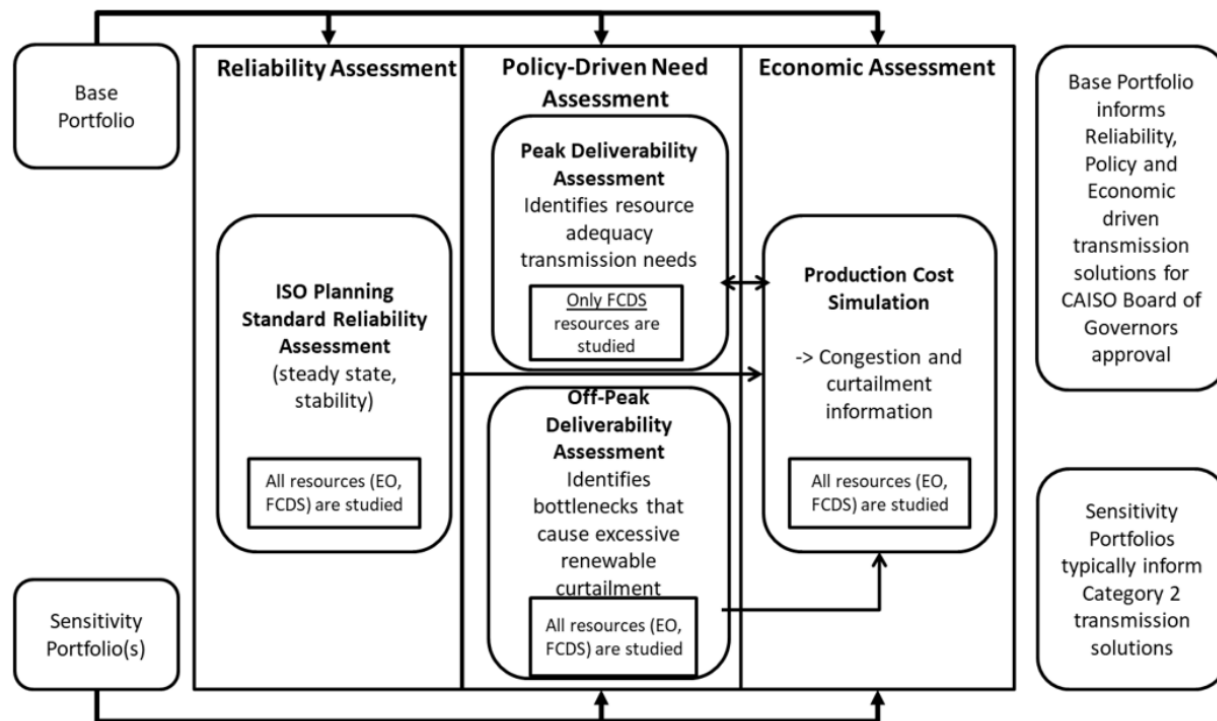 Base
Portfolio
Sensitivity
Portfolio(s)
Reliability Assessment
ISO Planning
Standard Reliability
Assessment
(steady state,
stability)
All resources (EO,
FCDS) are studied
Policy-Driven Need
Assessment
Peak Deliverability
Assessment
Identifies resource
adequacy
transmission needs
Only FCDS
resources are
studied
Off-Peak
Deliverability
Assessment
Identifies
bottlenecks that
cause excessive
renewable
curtailment
All resources (EO,
FCDS) are studied
Economic Assessment
Production Cost
Simulation
-> Congestion and
curtailment
information
All resources (EO,
FCDS) are studied
Base Portfolio
informs
Reliability,
Policy and
Economic
driven
transmission
solutions for
CAISO Board of
Governors
approval
Sensitivity
Portfolios
typically inform
Category 2
transmission
solutions